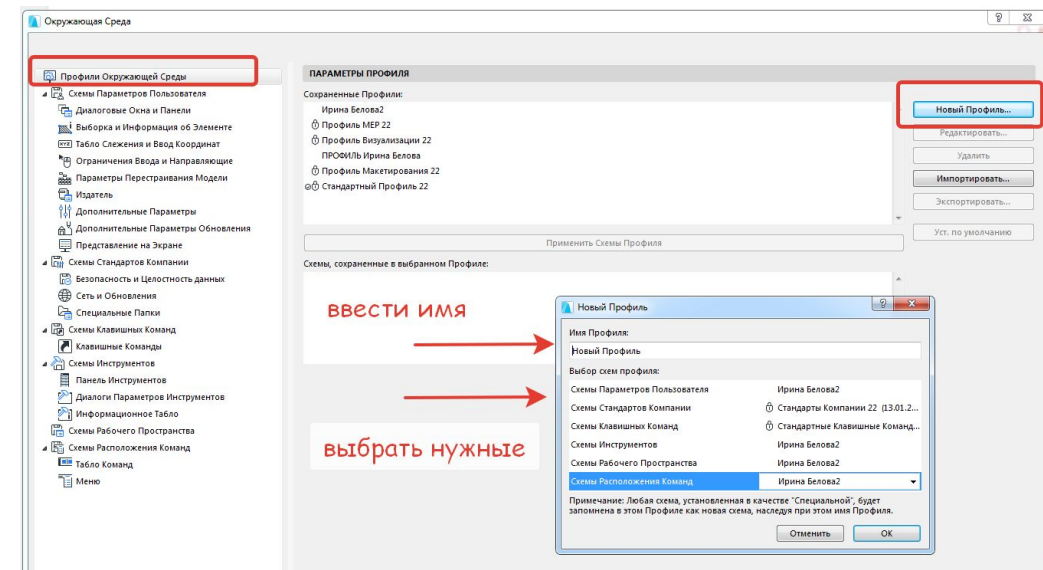 Окружающая Среда
Профили Окружающей Среды
Схемы Параметров Пользователя
Диалоговые Окна и Панели
Выборка и Информация об Элементе
Табло Слежения и Ввод Координат
Ограничения Ввода и Направляющие
Параметры Перестраивания Модели
Издатель
Дополнительные Параметры
Дополнительные Параметры Обновления
Представление на Экране
Схемы Стандартов Компании
Безопасность и Целостность данных
Сеть и Обновления
Специальные Папки
Схемы Клавишных Команд
Клавишные Команды
Схемы Инструментов
Панель Инструментов
Диалоги Параметров Инструментов
Информационное Табло
Схемы Рабочего Пространства
Схемы Расположения Команд
Табло Команд
Меню
ПАРАМЕТРЫ ПРОФИЛЯ
Сохраненные Профили:
Ирина Белова2
Профиль МЕР 22
Профиль Визуализации 22
ПРОФИЛЬ Ирина Белова
Профиль Макетирования 22
Стандартный Профиль 22
Новый Профиль...
Редактировать...
Удалить
Импортировать...
Экспортировать...
Уст. по умолчанию
Применить Схемы Профиля
Схемы, сохраненные в выбранном Профиле:
ввести имя
выбрать нужные
Новый Профиль
Имя Профиля:
Новый Профиль
Выбор схем профиля:
Схемы Параметров Пользователя Ирина Белова2
Схемы Стандартов Компании Стандарты Компании 22 (13.01.2...
Схемы Клавишных Команд Стандартные Клавишные Команд...
Схемы Инструментов Ирина Белова2
Схемы Рабочего Пространства Ирина Белова2
Схемы Расположения Команд Ирина Белова2
Примечание: Любая схема, установленная в качестве "Специальной", будет
запомнена в этом Профиле как новая схема, наследуя при этом имя Профиля.
Отменить OK